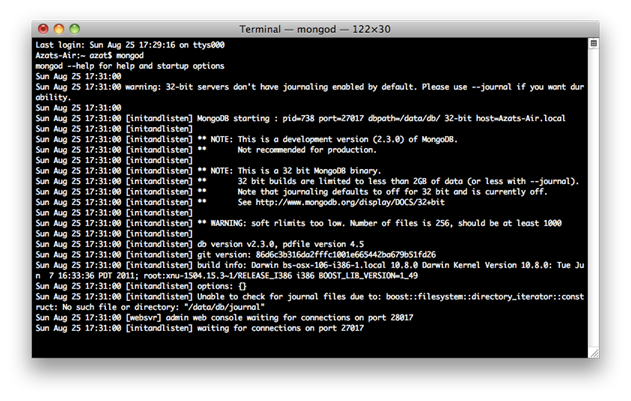 Terminal — mongod — 122×30
Last login: Sun Aug 25 17:29:16 on ttys000
Azats-Air:~ azat$ mongod
mongod --help for help and startup options
Sun Aug 25 17:31:00
Sun Aug 25 17:31:00 warning: 32-bit servers don't have journaling enabled by default. Please use --journal if you want dur
ability.
Sun Aug 25 17:31:00
Sun Aug 25 17:31:00 [initandlisten] MongoDB starting : pid=738 port=27017 dbpath=/data/db/ 32-bit host=Azats-Air.local
Sun Aug 25 17:31:00 [initandlisten]
Sun Aug 25 17:31:00 [initandlisten] ** NOTE: This is a development version (2.3.0) of MongoDB.
Sun Aug 25 17:31:00 [initandlisten] **       Not recommended for production.
Sun Aug 25 17:31:00 [initandlisten]
Sun Aug 25 17:31:00 [initandlisten] ** NOTE: This is a 32 bit MongoDB binary.
Sun Aug 25 17:31:00 [initandlisten] **       32 bit builds are limited to less than 2GB of data (or less with --journal).
Sun Aug 25 17:31:00 [initandlisten] **       Note that journaling defaults to off for 32 bit and is currently off.
Sun Aug 25 17:31:00 [initandlisten] **       See http://www.mongodb.org/display/DOCS/32+bit
Sun Aug 25 17:31:00 [initandlisten]
Sun Aug 25 17:31:00 [initandlisten] ** WARNING: soft rlimits too low. Number of files is 256, should be at least 1000
Sun Aug 25 17:31:00 [initandlisten]
Sun Aug 25 17:31:00 [initandlisten] db version v2.3.0, pdfile version 4.5
Sun Aug 25 17:31:00 [initandlisten] git version: 86d6c3b316da2fffc1001e665442ba679b51fd26
Sun Aug 25 17:31:00 [initandlisten] build info: Darwin bs-osx-106-i386-1.local 10.8.0 Darwin Kernel Version 10.8.0: Tue Ju
n  7 16:33:36 PDT 2011; root:xnu-1504.15.3~1/RELEASE_I386 i386 BOOST_LIB_VERSION=1_49
Sun Aug 25 17:31:00 [initandlisten] options: {}
Sun Aug 25 17:31:00 [initandlisten] Unable to check for journal files due to: boost::filesystem::directory_iterator::const
ruct: No such file or directory: "/data/db/journal"
Sun Aug 25 17:31:00 [websvr] admin web console waiting for connections on port 28017
Sun Aug 25 17:31:00 [initandlisten] waiting for connections on port 27017